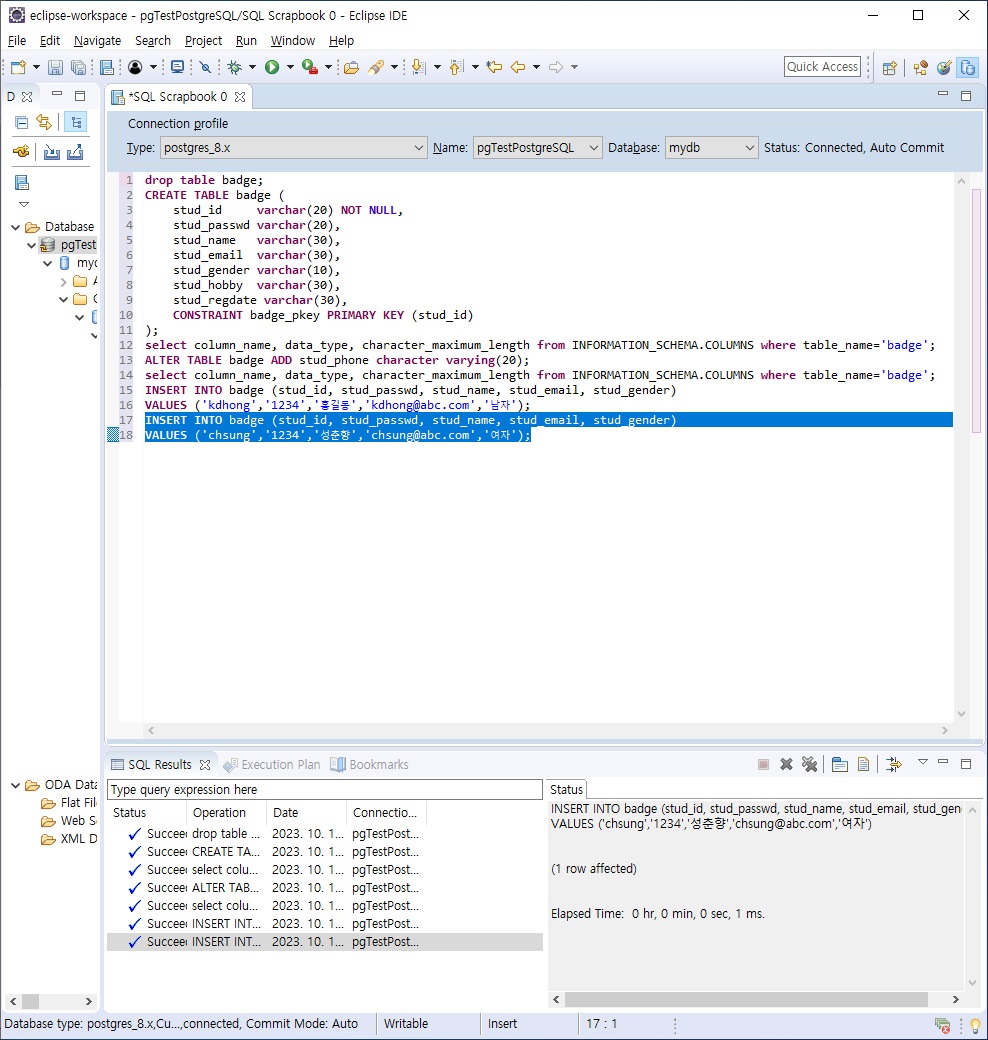 eclipse-workspace - pgTestPostgreSQL/SQL Scrapbook 0 - Eclipse IDE
File Edit Navigate Search Project Run Window Help
Quick Access
D
*SQL Scrapbook 0
Connection profile
Type: postgres_8.x Name: pgTestPostgreSQL Database: mydb Status: Connected, Auto Commit
Database
pgTest
1 drop table badge;
2 CREATE TABLE badge (
3 stud_id varchar(20) NOT NULL,
4 stud_passwd varchar(20),
5 stud_name varchar(30),
6 stud_email varchar(30),
7 stud_gender varchar(10),
8 stud_hobby varchar(30),
9 stud_regdate varchar(30),
10 CONSTRAINT badge_pkey PRIMARY KEY (stud_id)
11 );
12 select column_name, data_type, character_maximum_length from INFORMATION_SCHEMA.COLUMNS where table_name='badge';
13 ALTER TABLE badge ADD stud_phone character varying(20);
14 select column_name, data_type, character_maximum_length from INFORMATION_SCHEMA.COLUMNS where table_name='badge';
15 INSERT INTO badge (stud_id, stud_passwd, stud_name, stud_email, stud_gender)
16 VALUES ('kdhong','1234','홍길동','kdhong@abc.com','남자');
17 INSERT INTO badge (stud_id, stud_passwd, stud_name, stud_email, stud_gender)
18 VALUES ('chsung','1234','성춘향','chsung@abc.com','여자');
ODA Data
Flat File
Web S
XML D
SQL Results Execution Plan Bookmarks
Type query expression here
Status Operation Date Connectio...
Succee drop table ... 2023. 10. 1... pgTestPost...
Succee CREATE TA... 2023. 10. 1... pgTestPost...
Succee select colu... 2023. 10. 1... pgTestPost...
Succee ALTER TAB... 2023. 10. 1... pgTestPost...
Succee select colu... 2023. 10. 1... pgTestPost...
Succee INSERT INT... 2023. 10. 1... pgTestPost...
Succee INSERT INT... 2023. 10. 1... pgTestPost...
Status
INSERT INTO badge (stud_id, stud_passwd, stud_name, stud_email, stud_gen
VALUES ('chsung','1234','성춘향','chsung@abc.com','여자')
(1 row affected)
Elapsed Time: 0 hr, 0 min, 0 sec, 1 ms.
Database type: postgres_8.x,Cu...,connected, Commit Mode: Auto Writable Insert 17 : 1